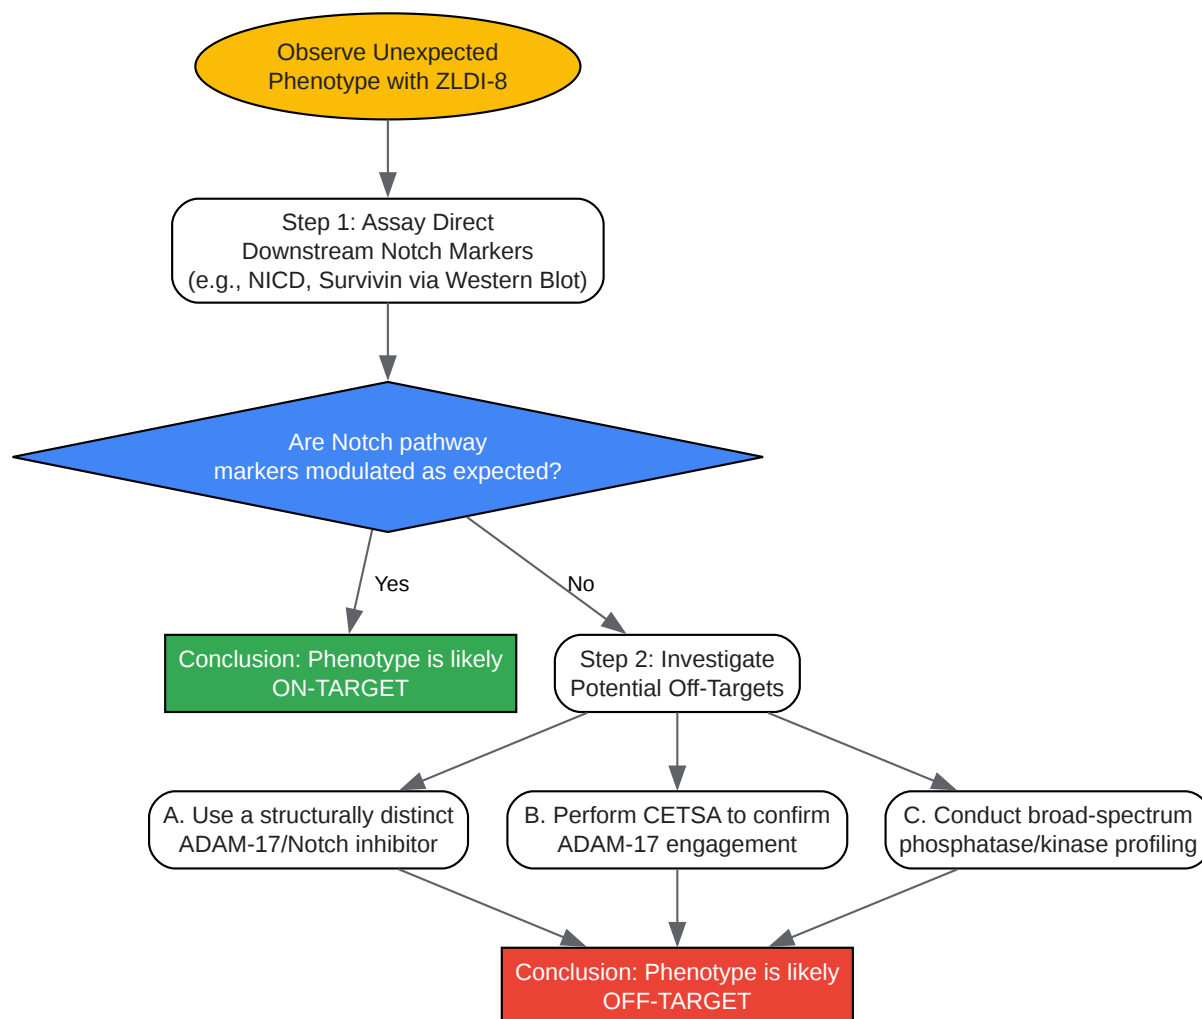 Observe Unexpected
Phenotype with ZLDI-8
Step 1: Assay Direct
Downstream Notch Markers
(e.g., NICD, Survivin via Western Blot)
Are Notch pathway
markers modulated as expected?
Yes
No
Conclusion: Phenotype is likely
ON-TARGET
Step 2: Investigate
Potential Off-Targets
A. Use a structurally distinct
ADAM-17/Notch inhibitor
B. Perform CETSA to confirm
ADAM-17 engagement
C. Conduct broad-spectrum
phosphatase/kinase profiling
Conclusion: Phenotype is likely
OFF-TARGET